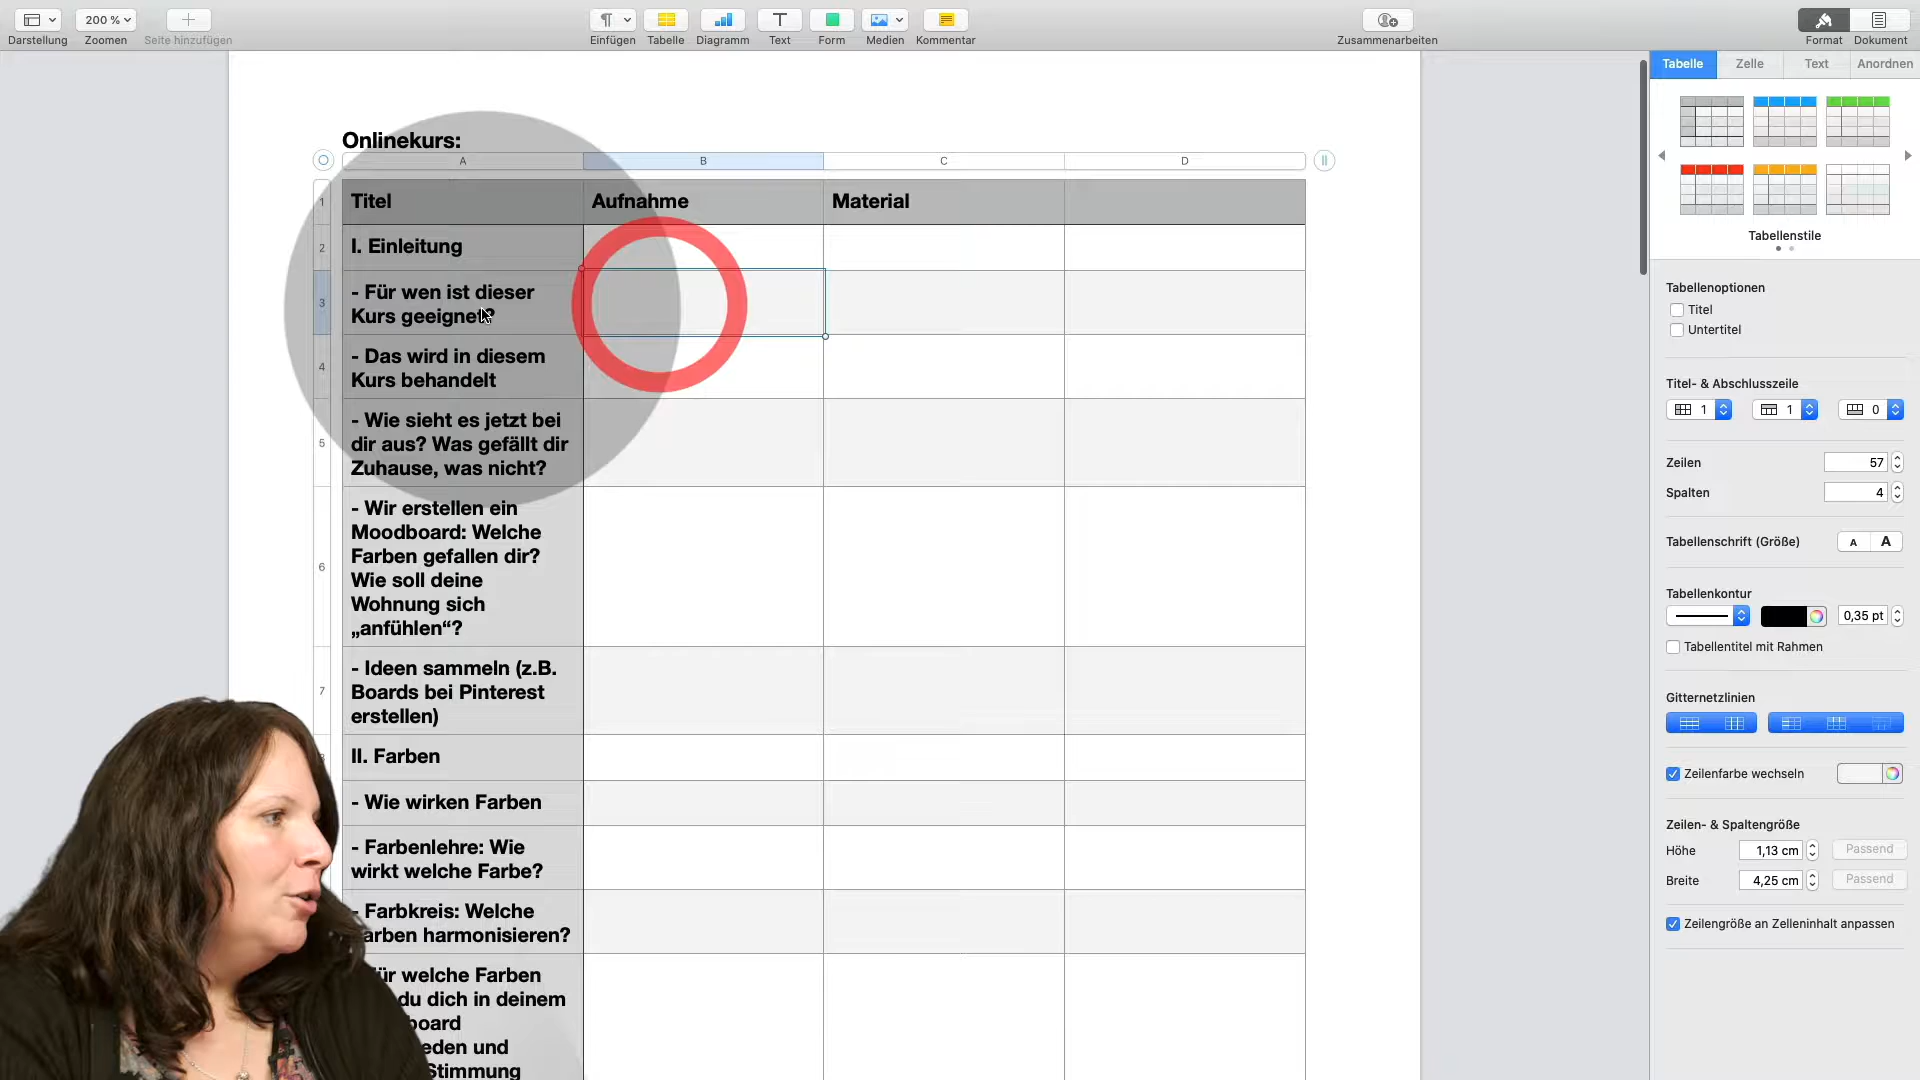 Darstellung
200 %
Zoomen
Seite hinzufügen
Einfügen
Tabelle
Diagramm
Text
Form
Medien
Kommentar
Zusammenarbeiten
Format
Dokument
Tabelle
Zelle
Text
Anordnen
Tabellenstile
Tabellenoptionen
Titel
Untertitel
Titel- & Abschlusszeile
1
1
0
Zeilen
57
Spalten
4
Tabellenschrift (Größe)
A
A
Tabellenkontur
0,35 pt
Tabellentitel mit Rahmen
Gitternetzlinien
Zeilenfarbe wechseln
Zeilen- & Spaltengröße
Höhe
1,13 cm
Passend
Breite
4,25 cm
Passend
Zeilengröße an Zelleninhalt anpassen
Onlinekurs:
A
B
C
D
1
Titel
Aufnahme
Material
2
I. Einleitung
3
- Für wen ist dieser
Kurs geeignet?
4
- Das wird in diesem
Kurs behandelt
5
- Wie sieht es jetzt bei
dir aus? Was gefällt dir
Zuhause, was nicht?
6
- Wir erstellen ein
Moodboard: Welche
Farben gefallen dir?
Wie soll deine
Wohnung sich
„anfühlen“?
7
- Ideen sammeln (z.B.
Boards bei Pinterest
erstellen)
II. Farben
- Wie wirken Farben
- Farbenlehre: Wie
wirkt welche Farbe?
Farbkreis: Welche
arben harmonisieren?
ür welche Farben
du dich in deinem
board
eden und
Stimmung